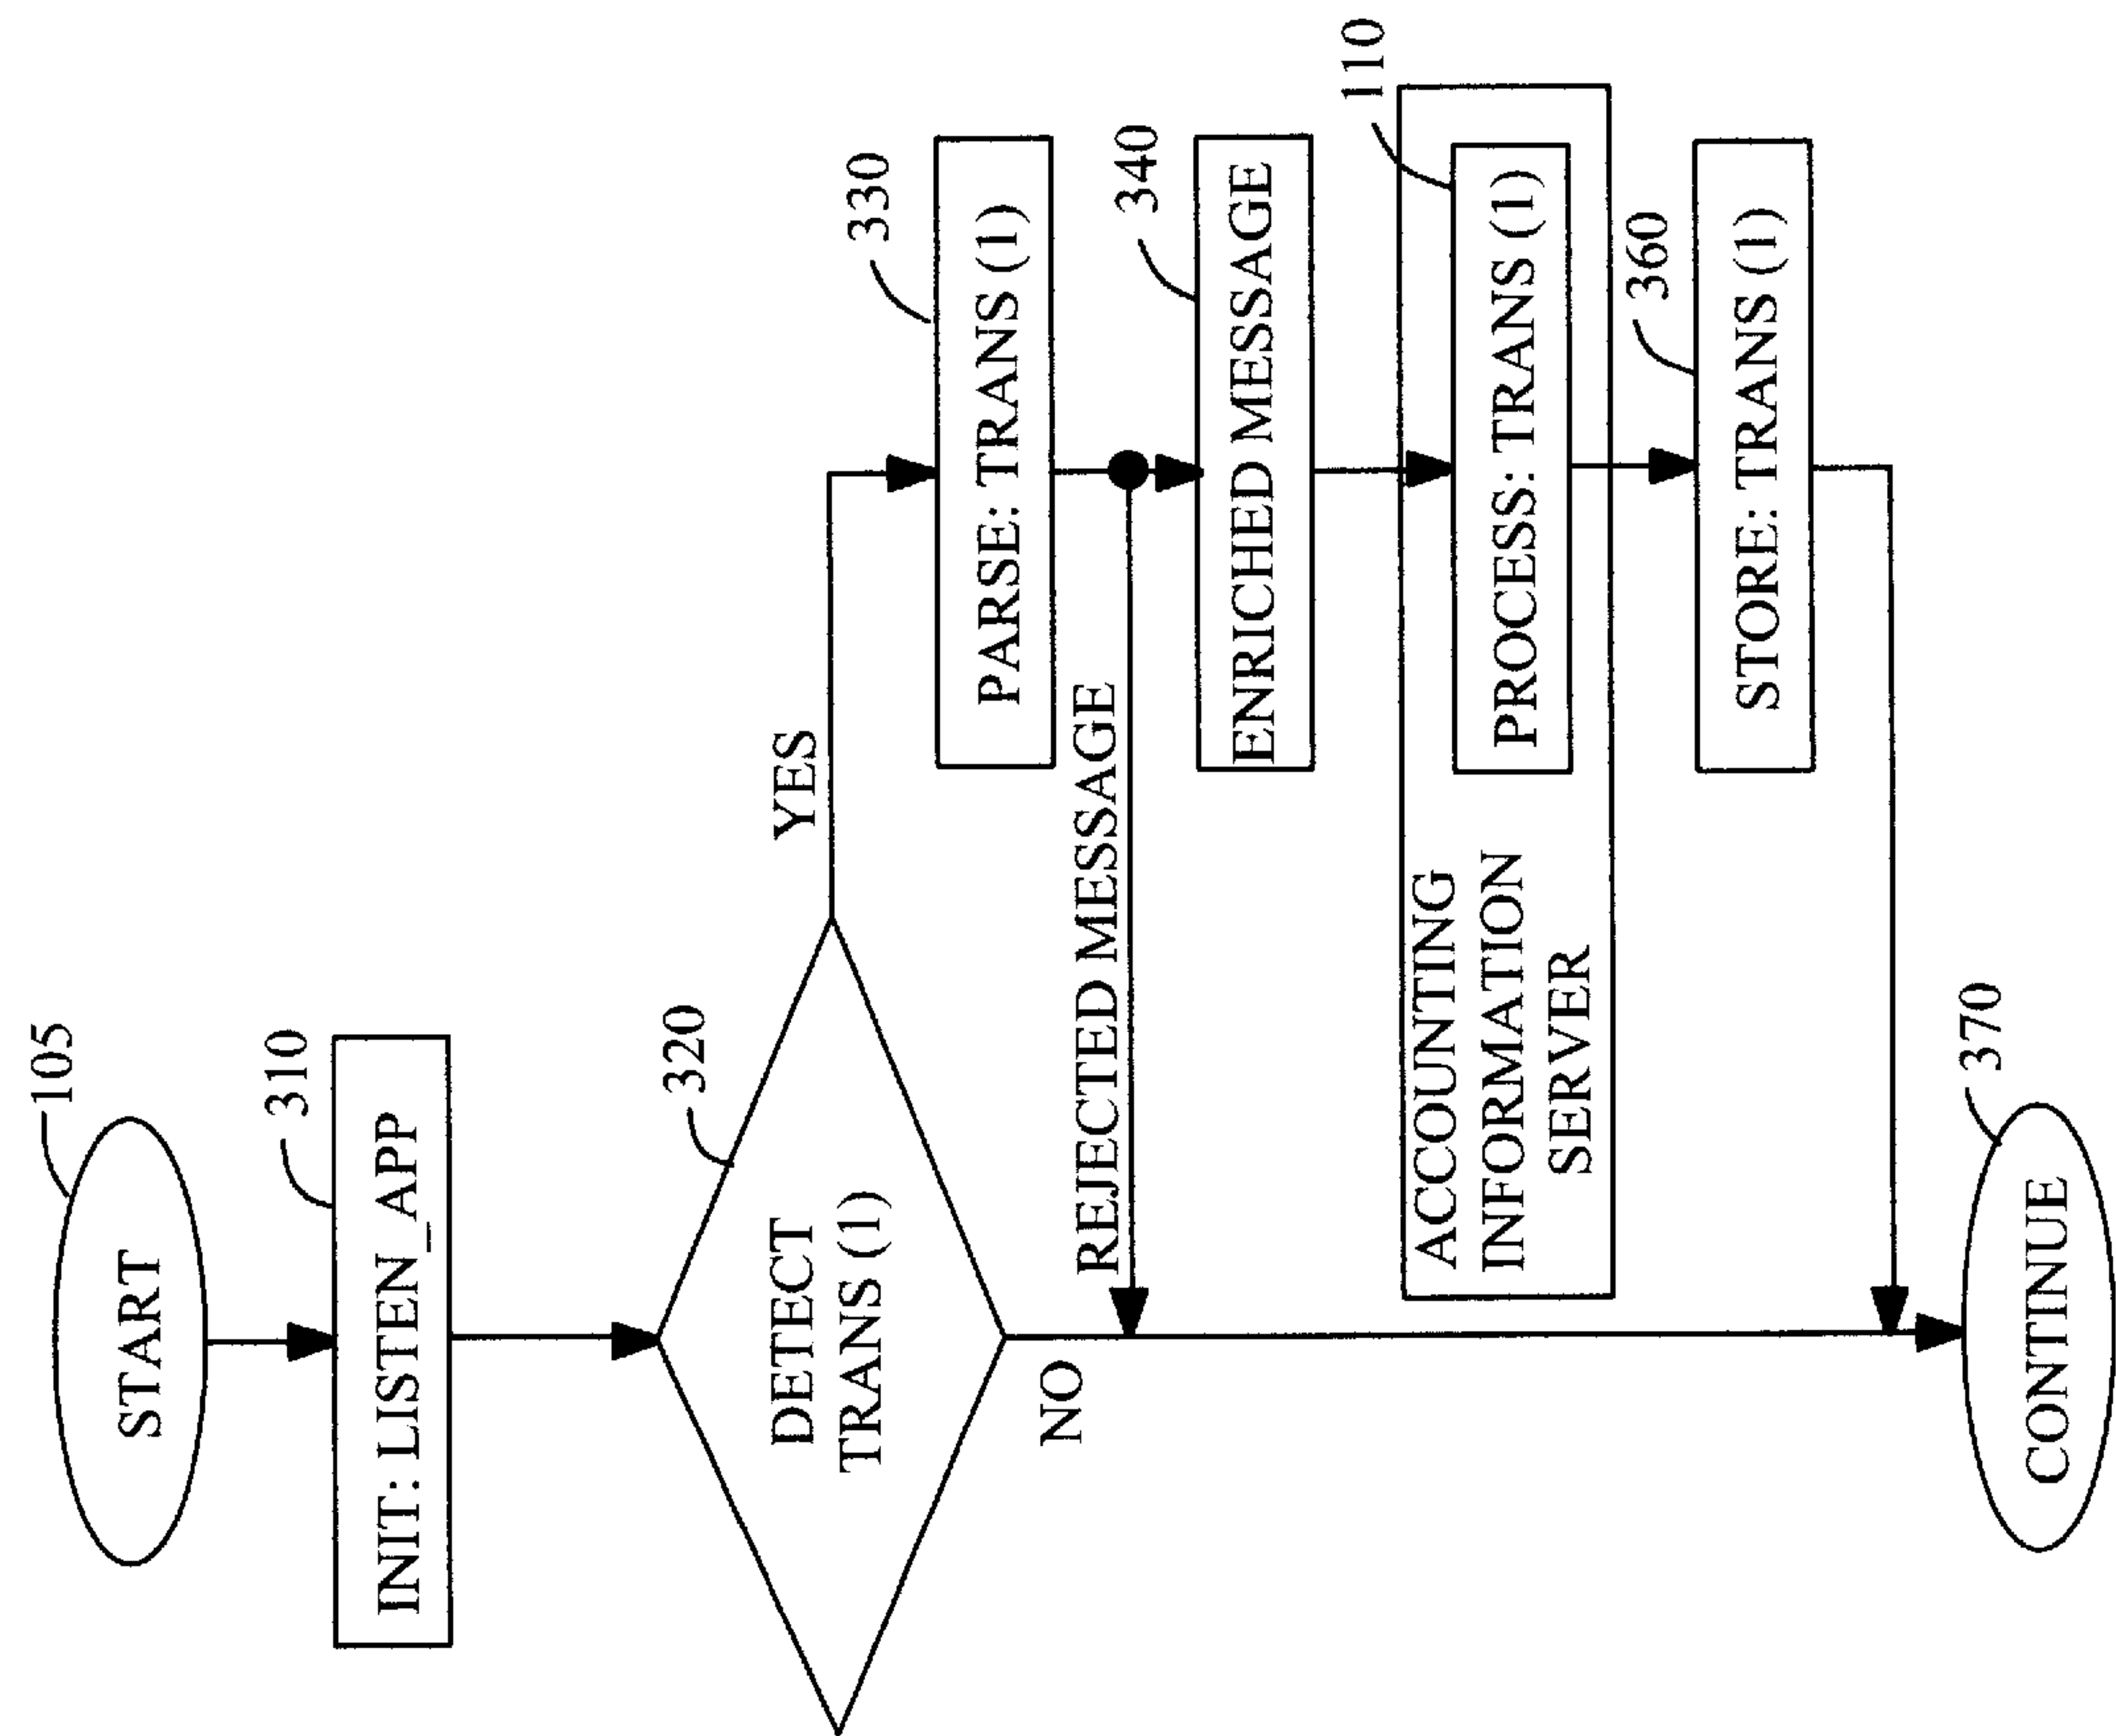 START
105
INIT: LISTEN_APP
310
DETECT
TRANS (1)
320
YES
NO
PARSE: TRANS (1)
330
REJECTED MESSAGE
ENRICHED MESSAGE
340
ACCOUNTING
INFORMATION
SERVER
PROCESS: TRANS (1)
110
STORE: TRANS (1)
360
CONTINUE
370